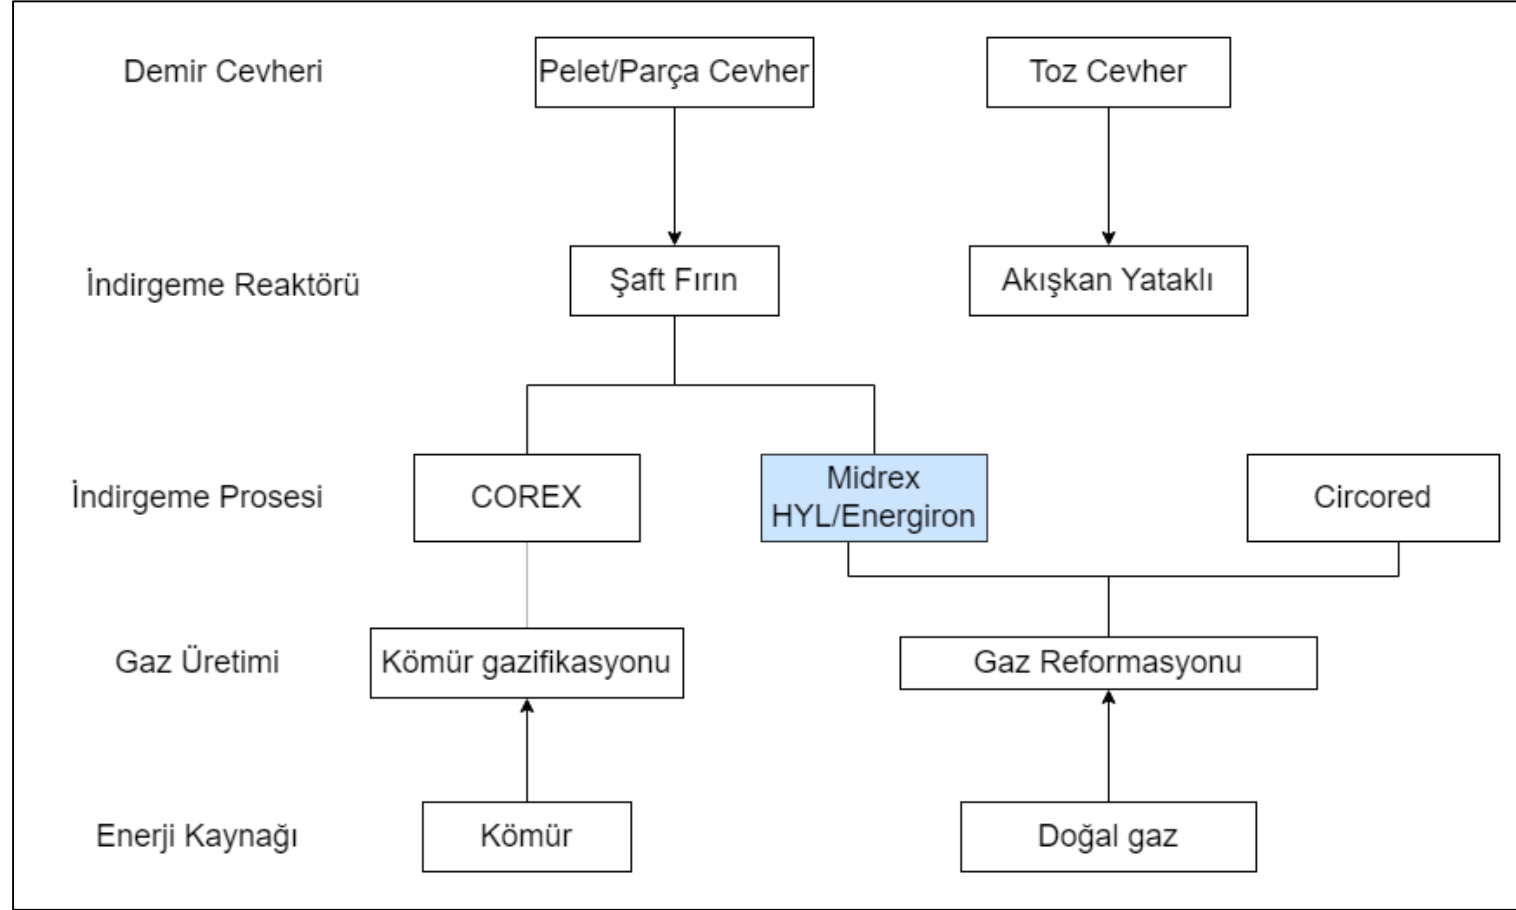 Demir Cevheri
Pelet/Parça Cevher
Toz Cevher
İndirgeme Reaktörü
Şaft Fırın
Akışkan Yataklı
İndirgeme Prosesi
COREX
Midrex
HYL/Energiron
Circored
Gaz Üretimi
Kömür gazifikasyonu
Gaz Reformasyonu
Enerji Kaynağı
Kömür
Doğal gaz